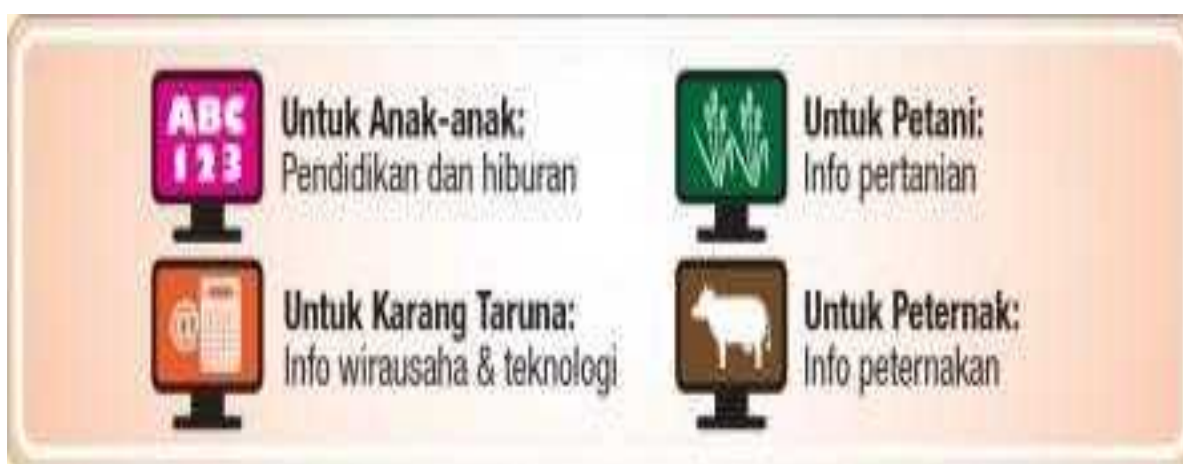 ABC
123
Untuk Anak-anak:
Pendidikan dan hiburan
Untuk Petani:
Info pertanian
@
Untuk Karang Taruna:
Info wirausaha & teknologi
Untuk Peternak:
Info peternakan